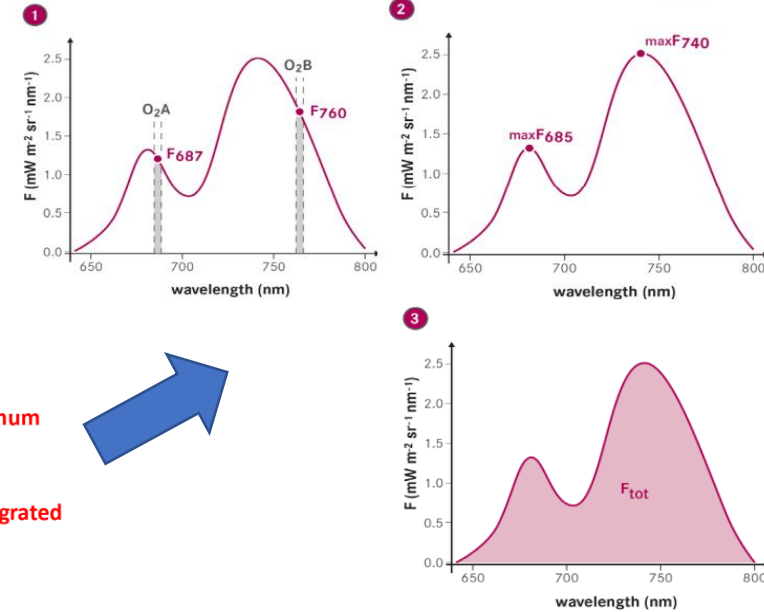 1
O2A
O2B
F687
F760
2.5
2.0
1.5
1.0
0.5
0.0
F (mW m-2 sr-1 nm-1)
650 700 750 800
wavelength (nm)
2
maxF685
maxF740
2.5
2.0
1.5
1.0
0.5
0.0
F (mW m-2 sr-1 nm-1)
650 700 750 800
wavelength (nm)
3
Ftot
2.5
2.0
1.5
1.0
0.5
0.0
F (mW m-2 sr-1 nm-1)
650 700 750 800
wavelength (nm)